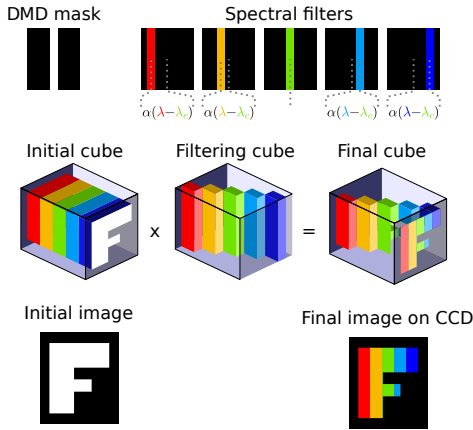 DMD mask
Spectral filters
α(λ−λc) α(λ−λc) α(λ−λc) α(λ−λc)
Initial cube Filtering cube Final cube
F x = F
Initial image
Final image on CCD
F F